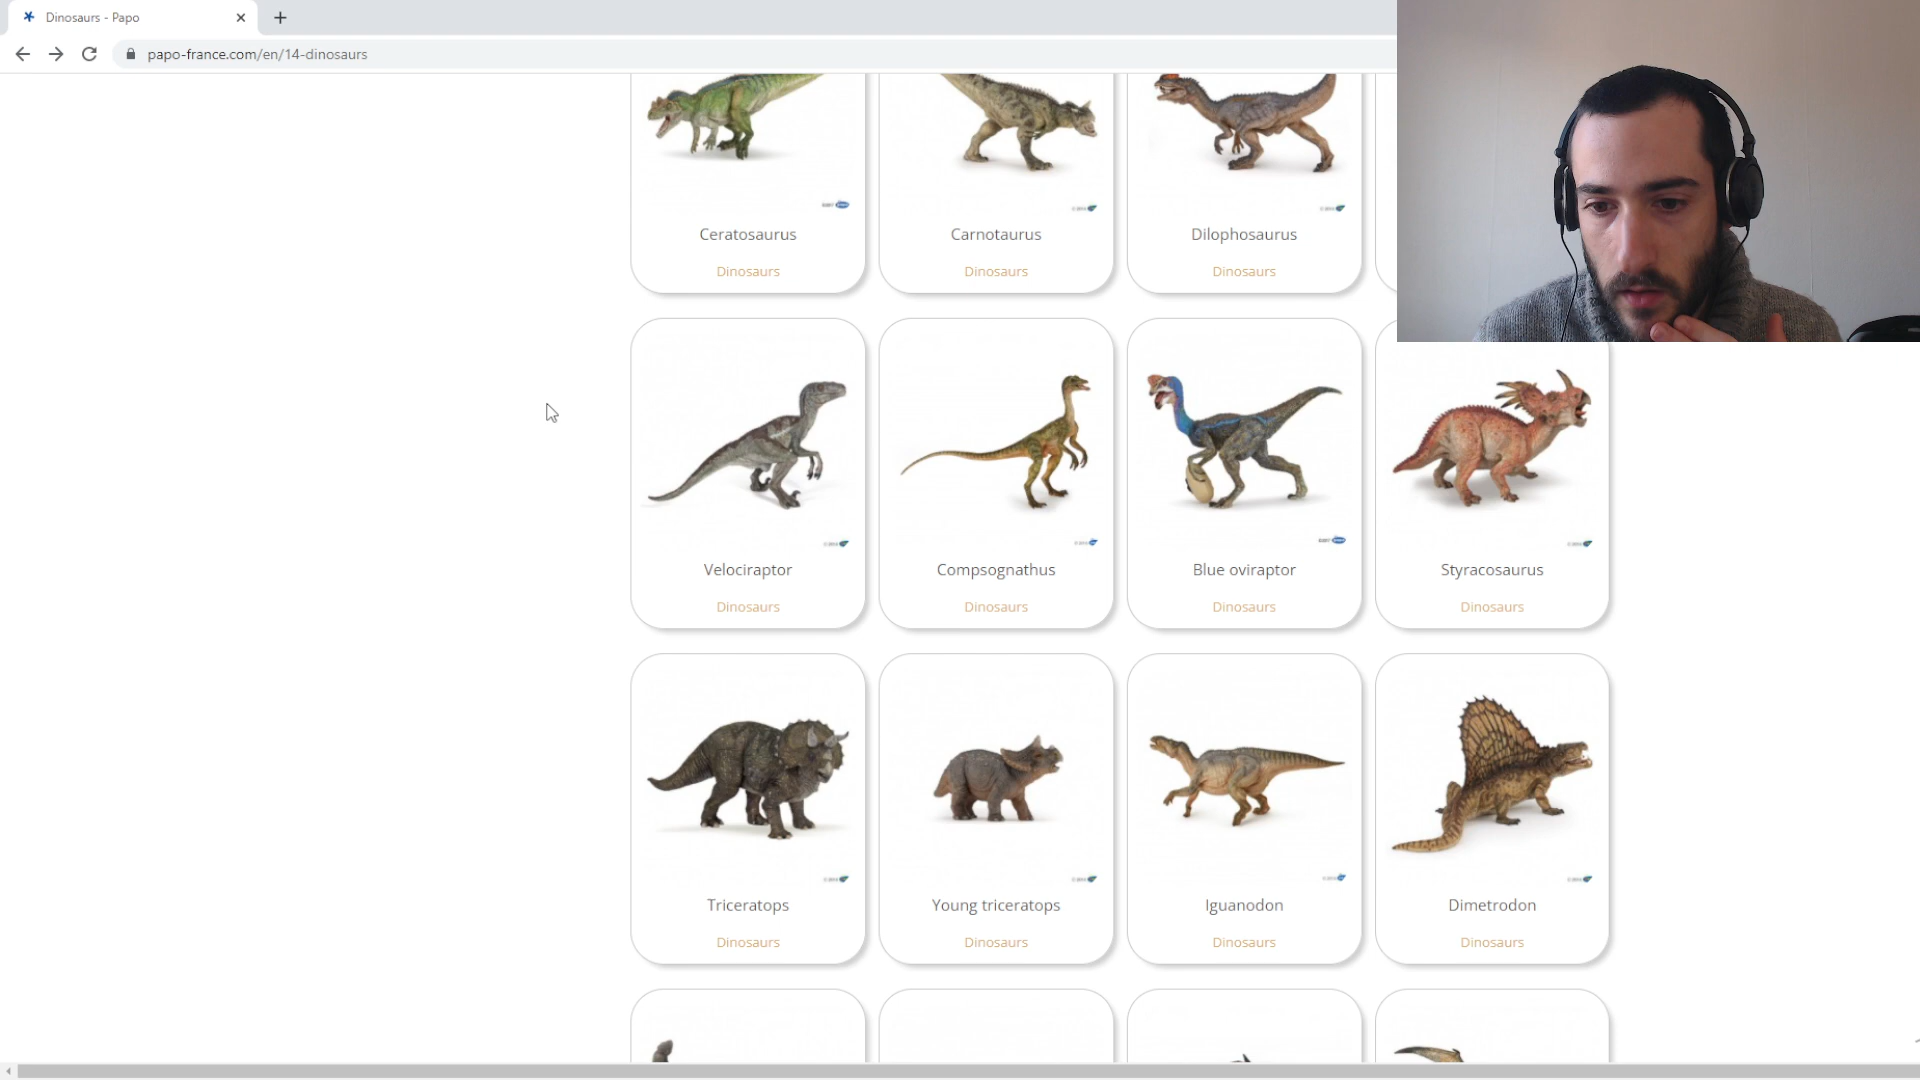 Dinosaurs - Papo
papo-france.com/en/14-dinosaurs
Ceratosaurus
Carnotaurus
Dilophosaurus
Dinosaurs
Dinosaurs
Dinosaurs
Velociraptor
Compsognathus
Blue oviraptor
Styracosaurus
Dinosaurs
Dinosaurs
Dinosaurs
Dinosaurs
Triceratops
Young triceratops
Iguanodon
Dimetrodon
Dinosaurs
Dinosaurs
Dinosaurs
Dinosaurs